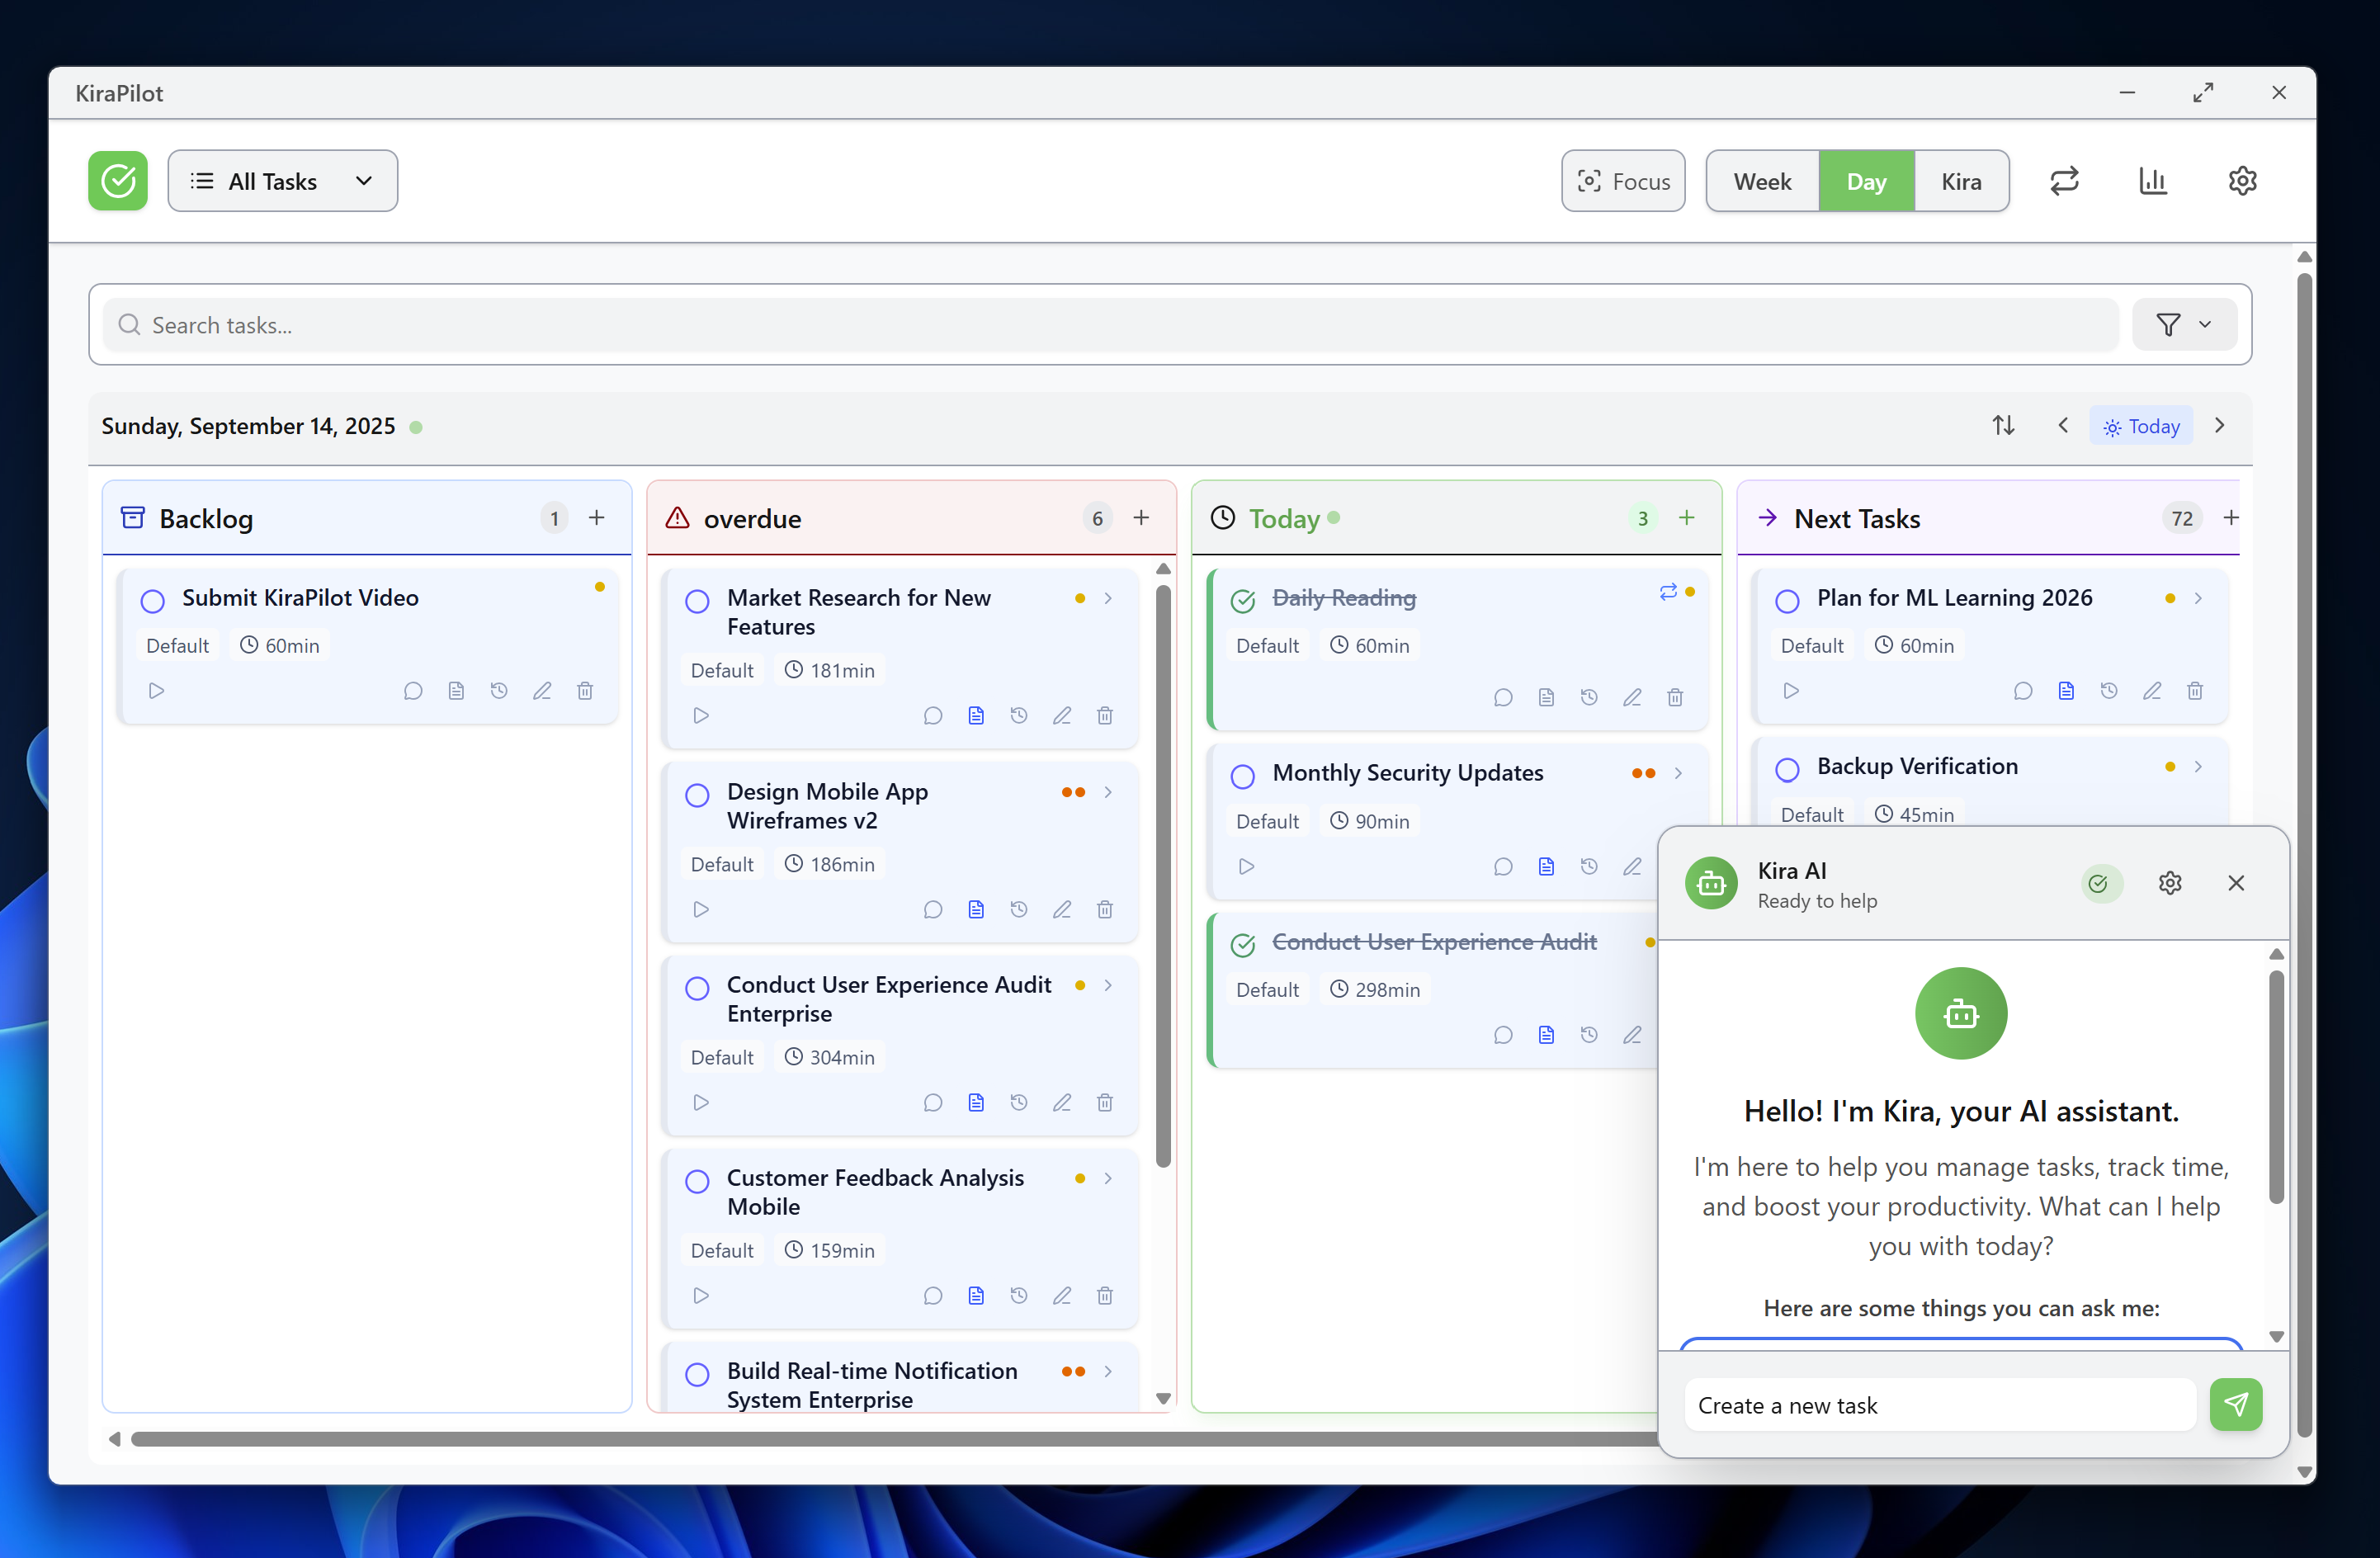 KiraPilot
All Tasks
Focus
Week
Day
Kira
Search tasks...
Sunday, September 14, 2025
Today
Backlog
1
Submit KiraPilot Video
Default
60min
overdue
6
Market Research for New
Features
Default
181min
Design Mobile App
Wireframes v2
Default
186min
Conduct User Experience Audit
Enterprise
Default
304min
Customer Feedback Analysis
Mobile
Default
159min
Build Real-time Notification
System Enterprise
Today
3
Daily Reading
Default
60min
Monthly Security Updates
Default
90min
Conduct User Experience Audit
Default
298min
Next Tasks
72
Plan for ML Learning 2026
Default
60min
Backup Verification
Default
45min
Kira AI
Ready to help
Hello! I'm Kira, your AI assistant.
I'm here to help you manage tasks, track time,
and boost your productivity. What can I help
you with today?
Here are some things you can ask me:
Create a new task